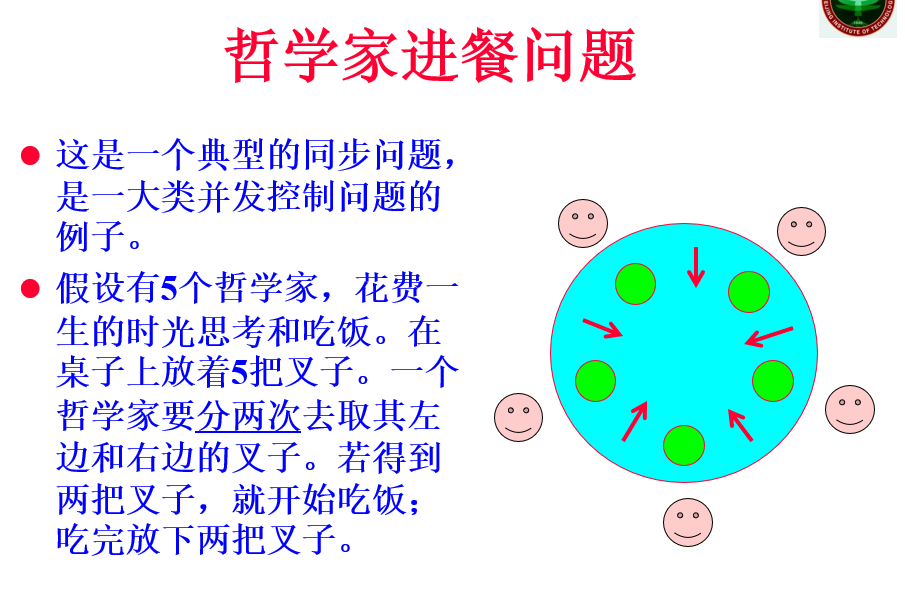 哲学家进餐问题
这是一个典型的同步问题，
是一大类并发控制问题的
例子。
假设有5个哲学家，花费一
生的时光思考和吃饭。在
桌子上放着5把叉子。一个
哲学家要分两次去取其左
边和右边的叉子。若得到
两把叉子，就开始吃饭；
吃完放下两把叉子。